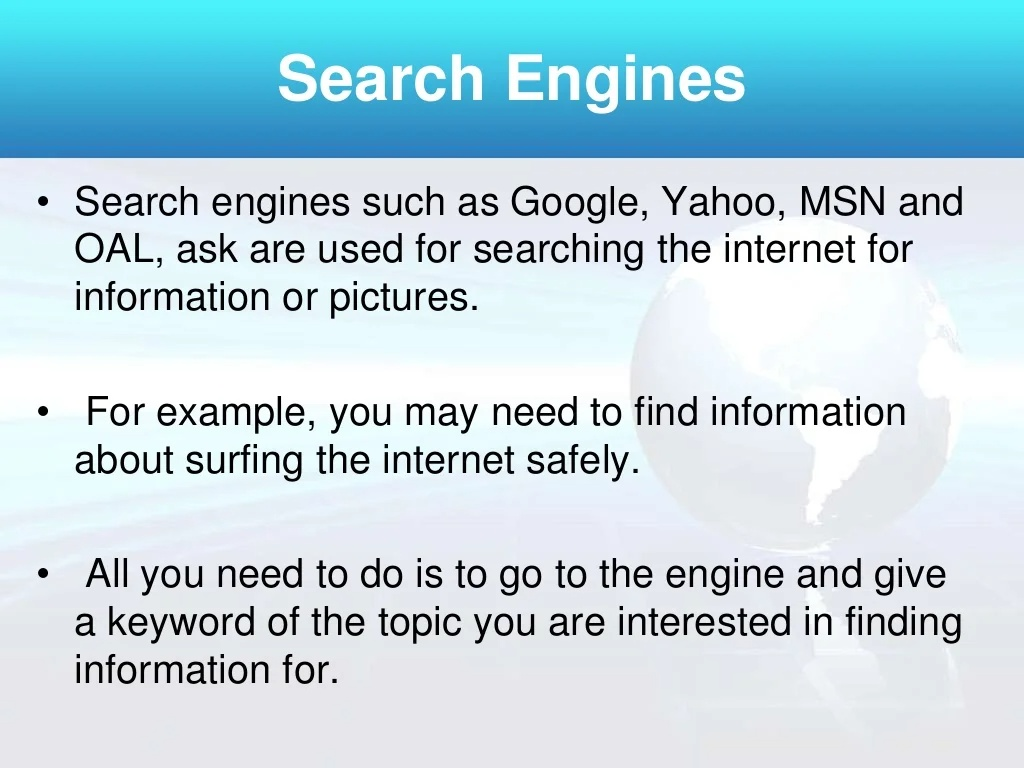 Search Engines
• Search engines such as Google, Yahoo, MSN and
OAL, ask are used for searching the internet for
information or pictures.
• For example, you may need to find information
about surfing the internet safely.
• All you need to do is to go to the engine and give
a keyword of the topic you are interested in finding
information for.